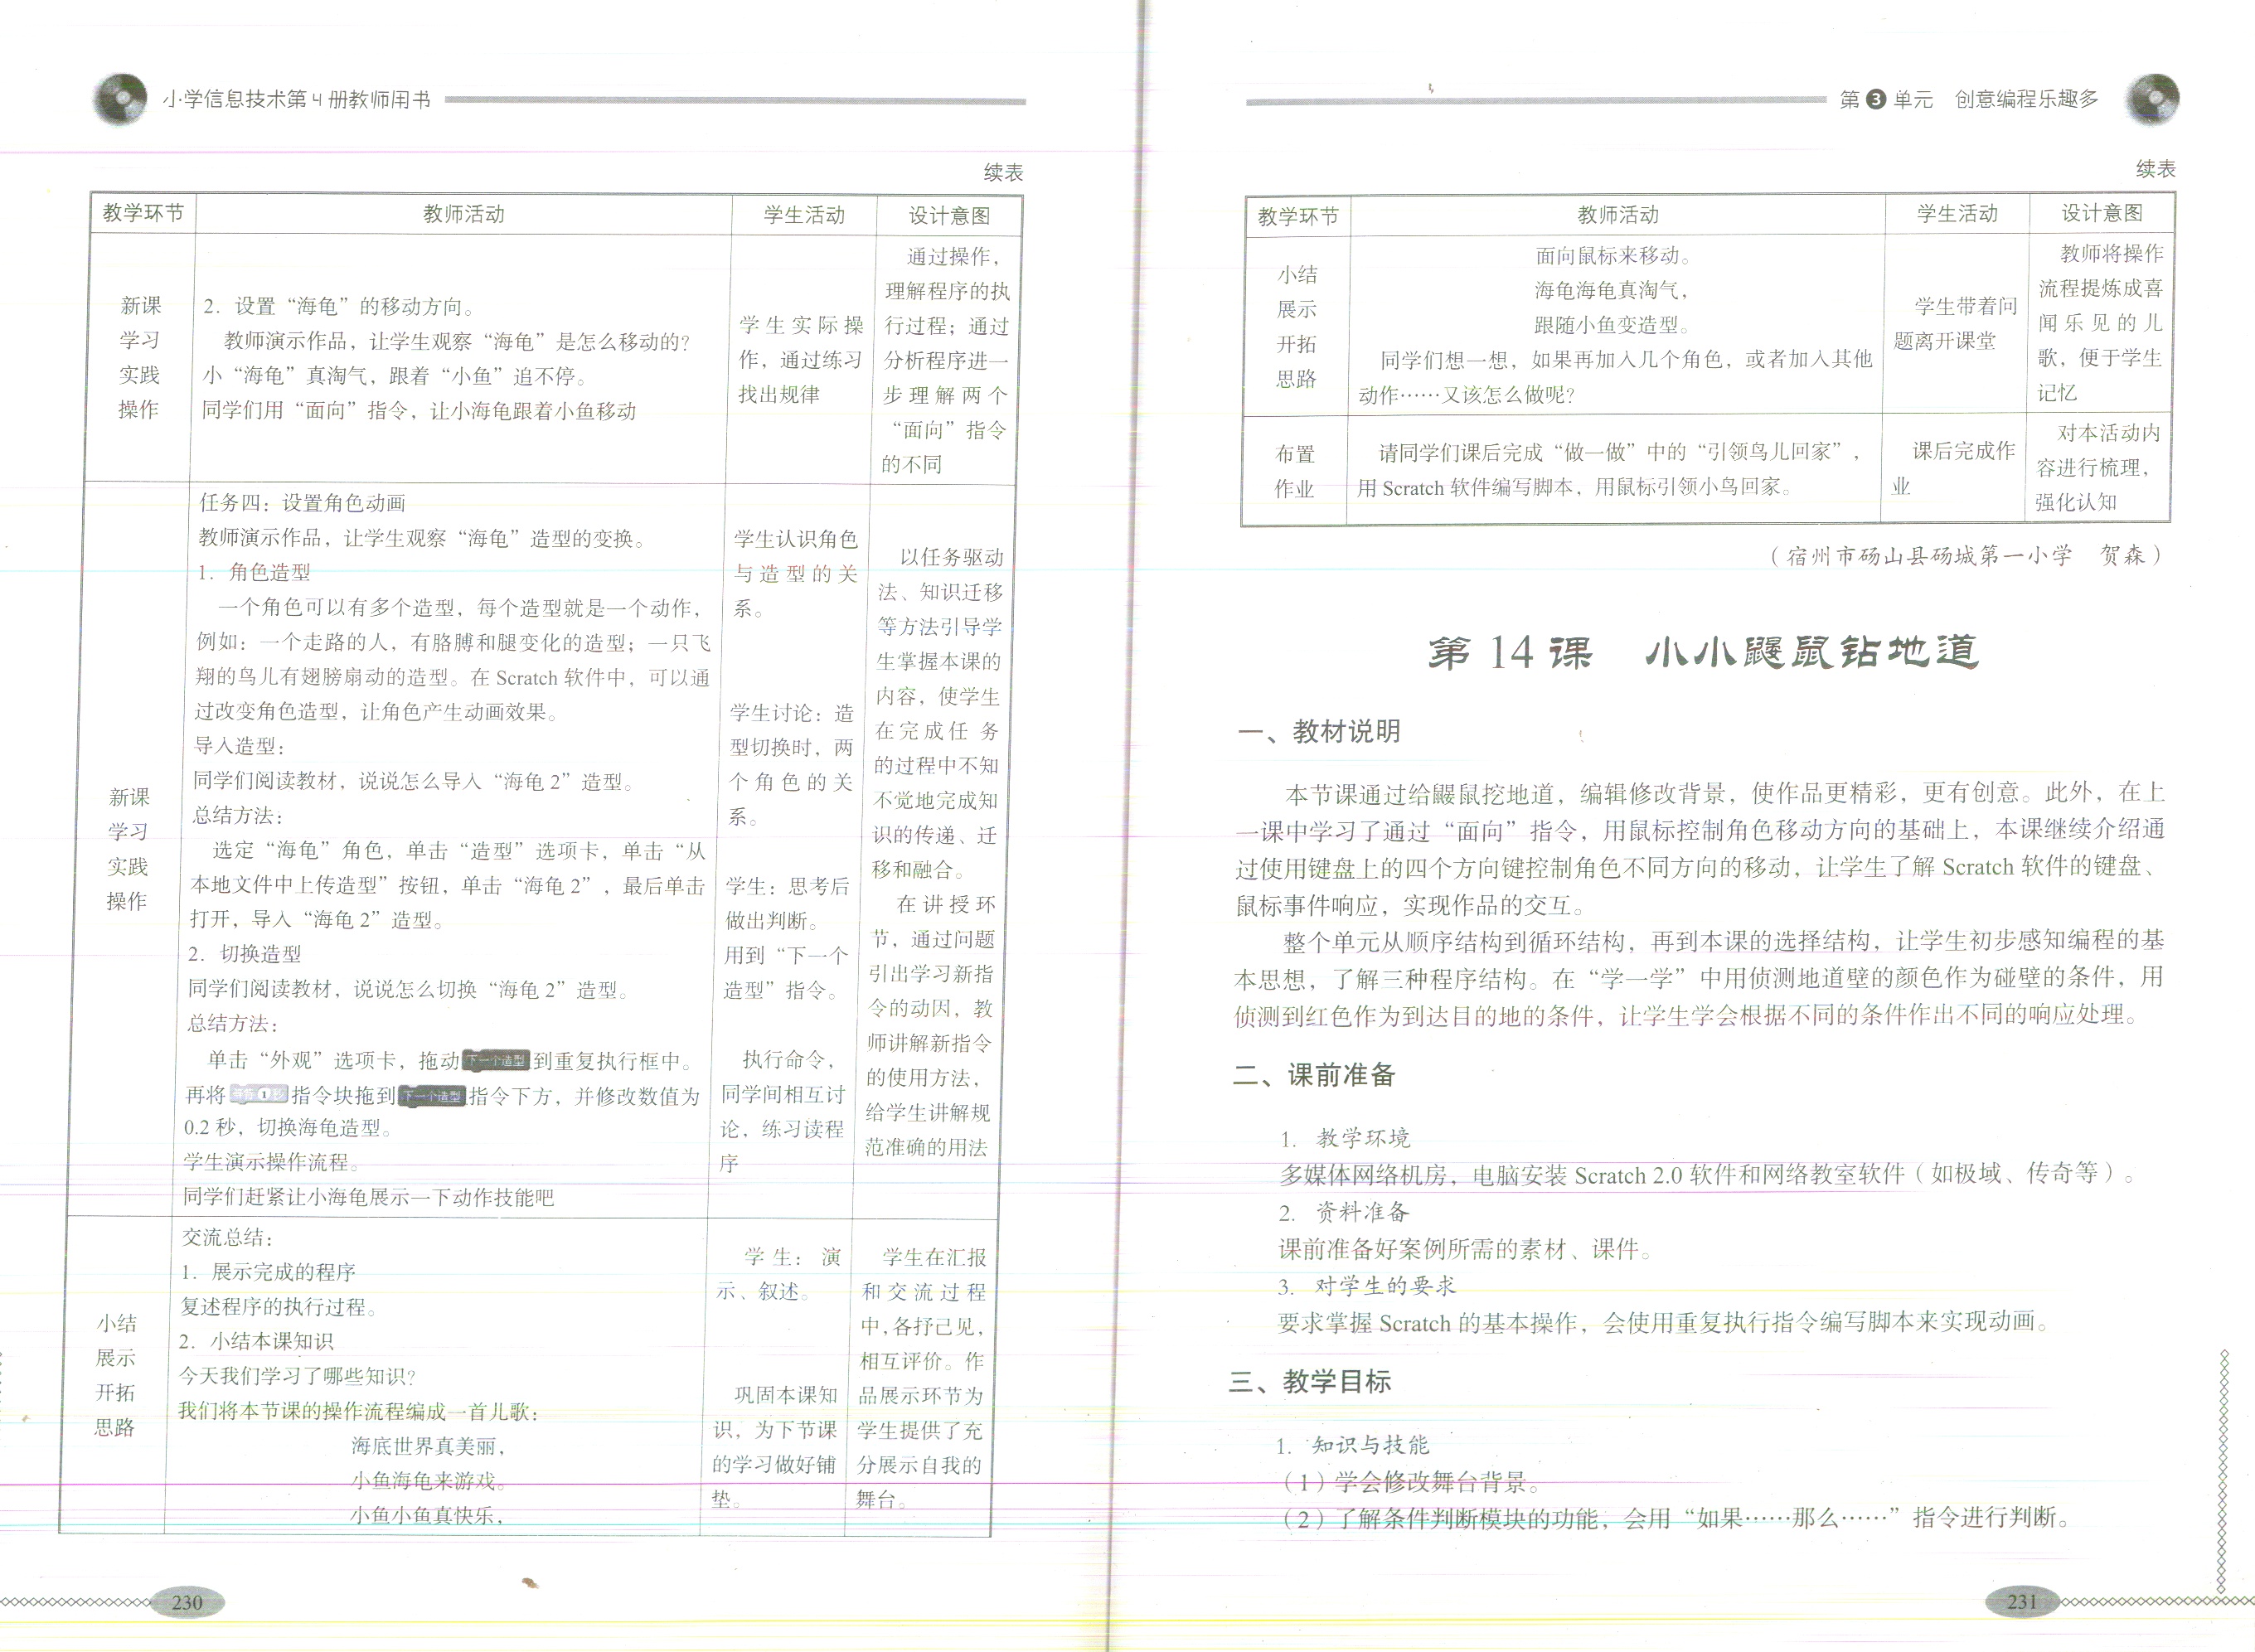 小学信息技术第4册教师用书
续表
教学环节 教师活动 学生活动 设计意图
新课
学习
实践
操作
2. 设置“海龟”的移动方向。
教师演示作品，让学生观察“海龟”是怎么移动的？
小“海龟”真淘气，跟着“小鱼”追不停。
同学们用“面向”指令，让小海龟跟着小鱼移动
学生实际操
作，通过练习
找出规律
通过操作，
理解程序的执
行过程；通过
分析程序进一
步理解两个
“面向”指令
的不同
新课
学习
实践
操作
任务四：设置角色动画
教师演示作品，让学生观察“海龟”造型的变换。
1. 角色造型
一个角色可以有多个造型，每个造型就是一个动作，
例如：一个走路的人，有胳膊和腿变化的造型；一只飞
翔的鸟儿有翅膀扇动的造型。在 Scratch 软件中，可以通
过改变角色造型，让角色产生动画效果。
导入造型：
同学们阅读教材，说说怎么导入“海龟 2”造型。
总结方法：
选定“海龟”角色，单击“造型”选项卡，单击“从
本地文件中上传造型”按钮，单击“海龟 2”，最后单击
打开，导入“海龟 2”造型。
2. 切换造型
同学们阅读教材，说说怎么切换“海龟 2”造型。
总结方法：
单击“外观”选项卡，拖动下一个造型到重复执行框中。
再将等待1秒指令块拖到下一个造型指令下方，并修改数值为
0.2 秒，切换海龟造型。
学生演示操作流程。
同学们赶紧让小海龟展示一下动作技能吧
学生认识角色
与造型的关
系。
学生讨论：造
型切换时，两
个角色的关
系。
学生：思考后
做出判断。
用到“下一个
造型”指令。
执行命令，
同学间相互讨
论，练习读程
序
以任务驱动
法、知识迁移
等方法引导学
生掌握本课的
内容，使学生
在完成任务
的过程中不知
不觉地完成知
识的传递、迁
移和融合。
在讲授环
节，通过问题
引出学习新指
令的动因，教
师讲解新指令
的使用方法，
给学生讲解规
范准确的用法
小结
展示
开拓
思路
交流总结：
1. 展示完成的程序
复述程序的执行过程。
2. 小结本课知识
今天我们学习了哪些知识？
我们将本节课的操作流程编成一首儿歌：
海底世界真美丽，
小鱼海龟来游戏。
小鱼小鱼真快乐，
学生：演
示、叙述。
巩固本课知
识，为下节课
的学习做好铺
垫。
学生在汇报
和交流过程
中，各抒己见，
相互评价。作
品展示环节为
学生提供了充
分展示自我的
舞台。
230
第3单元 创意编程乐趣多
续表
教学环节 教师活动 学生活动 设计意图
小结
展示
开拓
思路
面向鼠标来移动。
海龟海龟真淘气，
跟随小鱼变造型。
同学们想一想，如果再加入几个角色，或者加入其他
动作……又该怎么做呢？
学生带着问
题离开课堂
教师将操作
流程提炼成喜
闻乐见的儿
歌，便于学生
记忆
布置
作业
请同学们课后完成“做一做”中的“引领鸟儿回家”，
用 Scratch 软件编写脚本，用鼠标引领小鸟回家。
课后完成作
业
对本活动内
容进行梳理，
强化认知
（宿州市砀山县砀城第一小学 贺森）
第 14 课 小小鼹鼠钻地道
一、教材说明
本节课通过给鼹鼠挖地道，编辑修改背景，使作品更精彩，更有创意。此外，在上
一课中学习了通过“面向”指令，用鼠标控制角色移动方向的基础上，本课继续介绍通
过使用键盘上的四个方向键控制角色不同方向的移动，让学生了解 Scratch 软件的键盘、
鼠标事件响应，实现作品的交互。
整个单元从顺序结构到循环结构，再到本课的选择结构，让学生初步感知编程的基
本思想，了解三种程序结构。在“学一学”中用侦测地道壁的颜色作为碰壁的条件，用
侦测到红色作为到达目的地的条件，让学生学会根据不同的条件作出不同的响应处理。
二、课前准备
1. 教学环境
多媒体网络机房，电脑安装 Scratch 2.0 软件和网络教室软件（如极域、传奇等）。
2. 资料准备
课前准备好案例所需的素材、课件。
3. 对学生的要求
要求掌握 Scratch 的基本操作，会使用重复执行指令编写脚本来实现动画。
三、教学目标
1. 知识与技能
（1）学会修改舞台背景。
（2）了解条件判断模块的功能，会用“如果……那么……”指令进行判断。
231